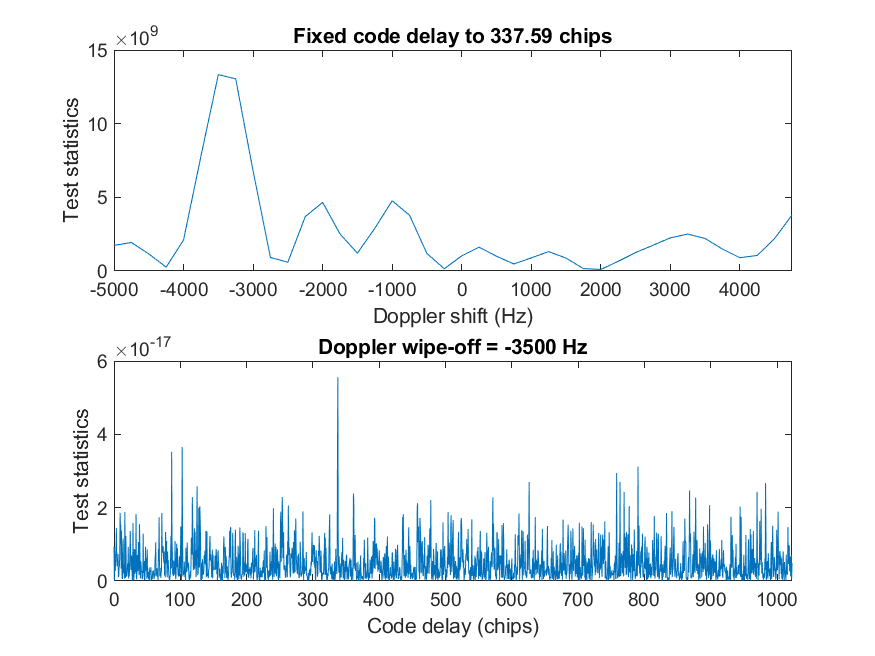 Fixed code delay to 337.59 chips
×10⁹
15
10
5
0
Test statistics
-5000 -4000 -3000 -2000 -1000 0 1000 2000 3000 4000
Doppler shift (Hz)
Doppler wipe-off = -3500 Hz
×10⁻¹⁷
6
4
2
0
Test statistics
0 100 200 300 400 500 600 700 800 900 1000
Code delay (chips)